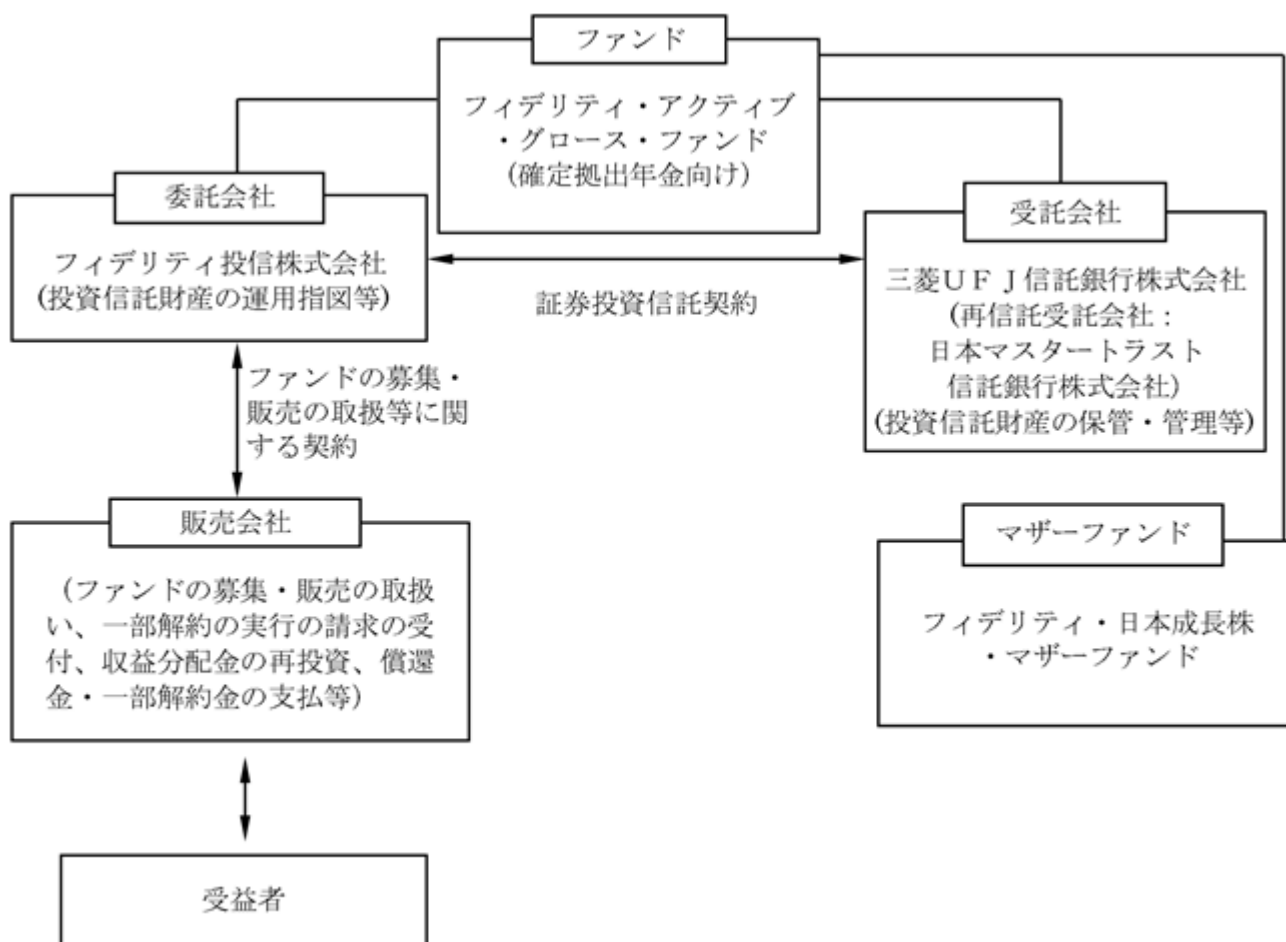 ファンド
フィデリティ・アクティブ
・グロース・ファンド
(確定拠出年金向け)
委託会社
フィデリティ投信株式会社
(投資信託財産の運用指図等)
証券投資信託契約
受託会社
三菱ＵＦＪ信託銀行株式会社
(再信託受託会社：
日本マスタートラスト
信託銀行株式会社)
(投資信託財産の保管・管理等)
ファンドの募集・
販売の取扱等に関
する契約
販売会社
（ファンドの募集・販売の取扱
い、一部解約の実行の請求の受
付、収益分配金の再投資、償還
金・一部解約金の支払等）
マザーファンド
フィデリティ・日本成長株
・マザーファンド
受益者